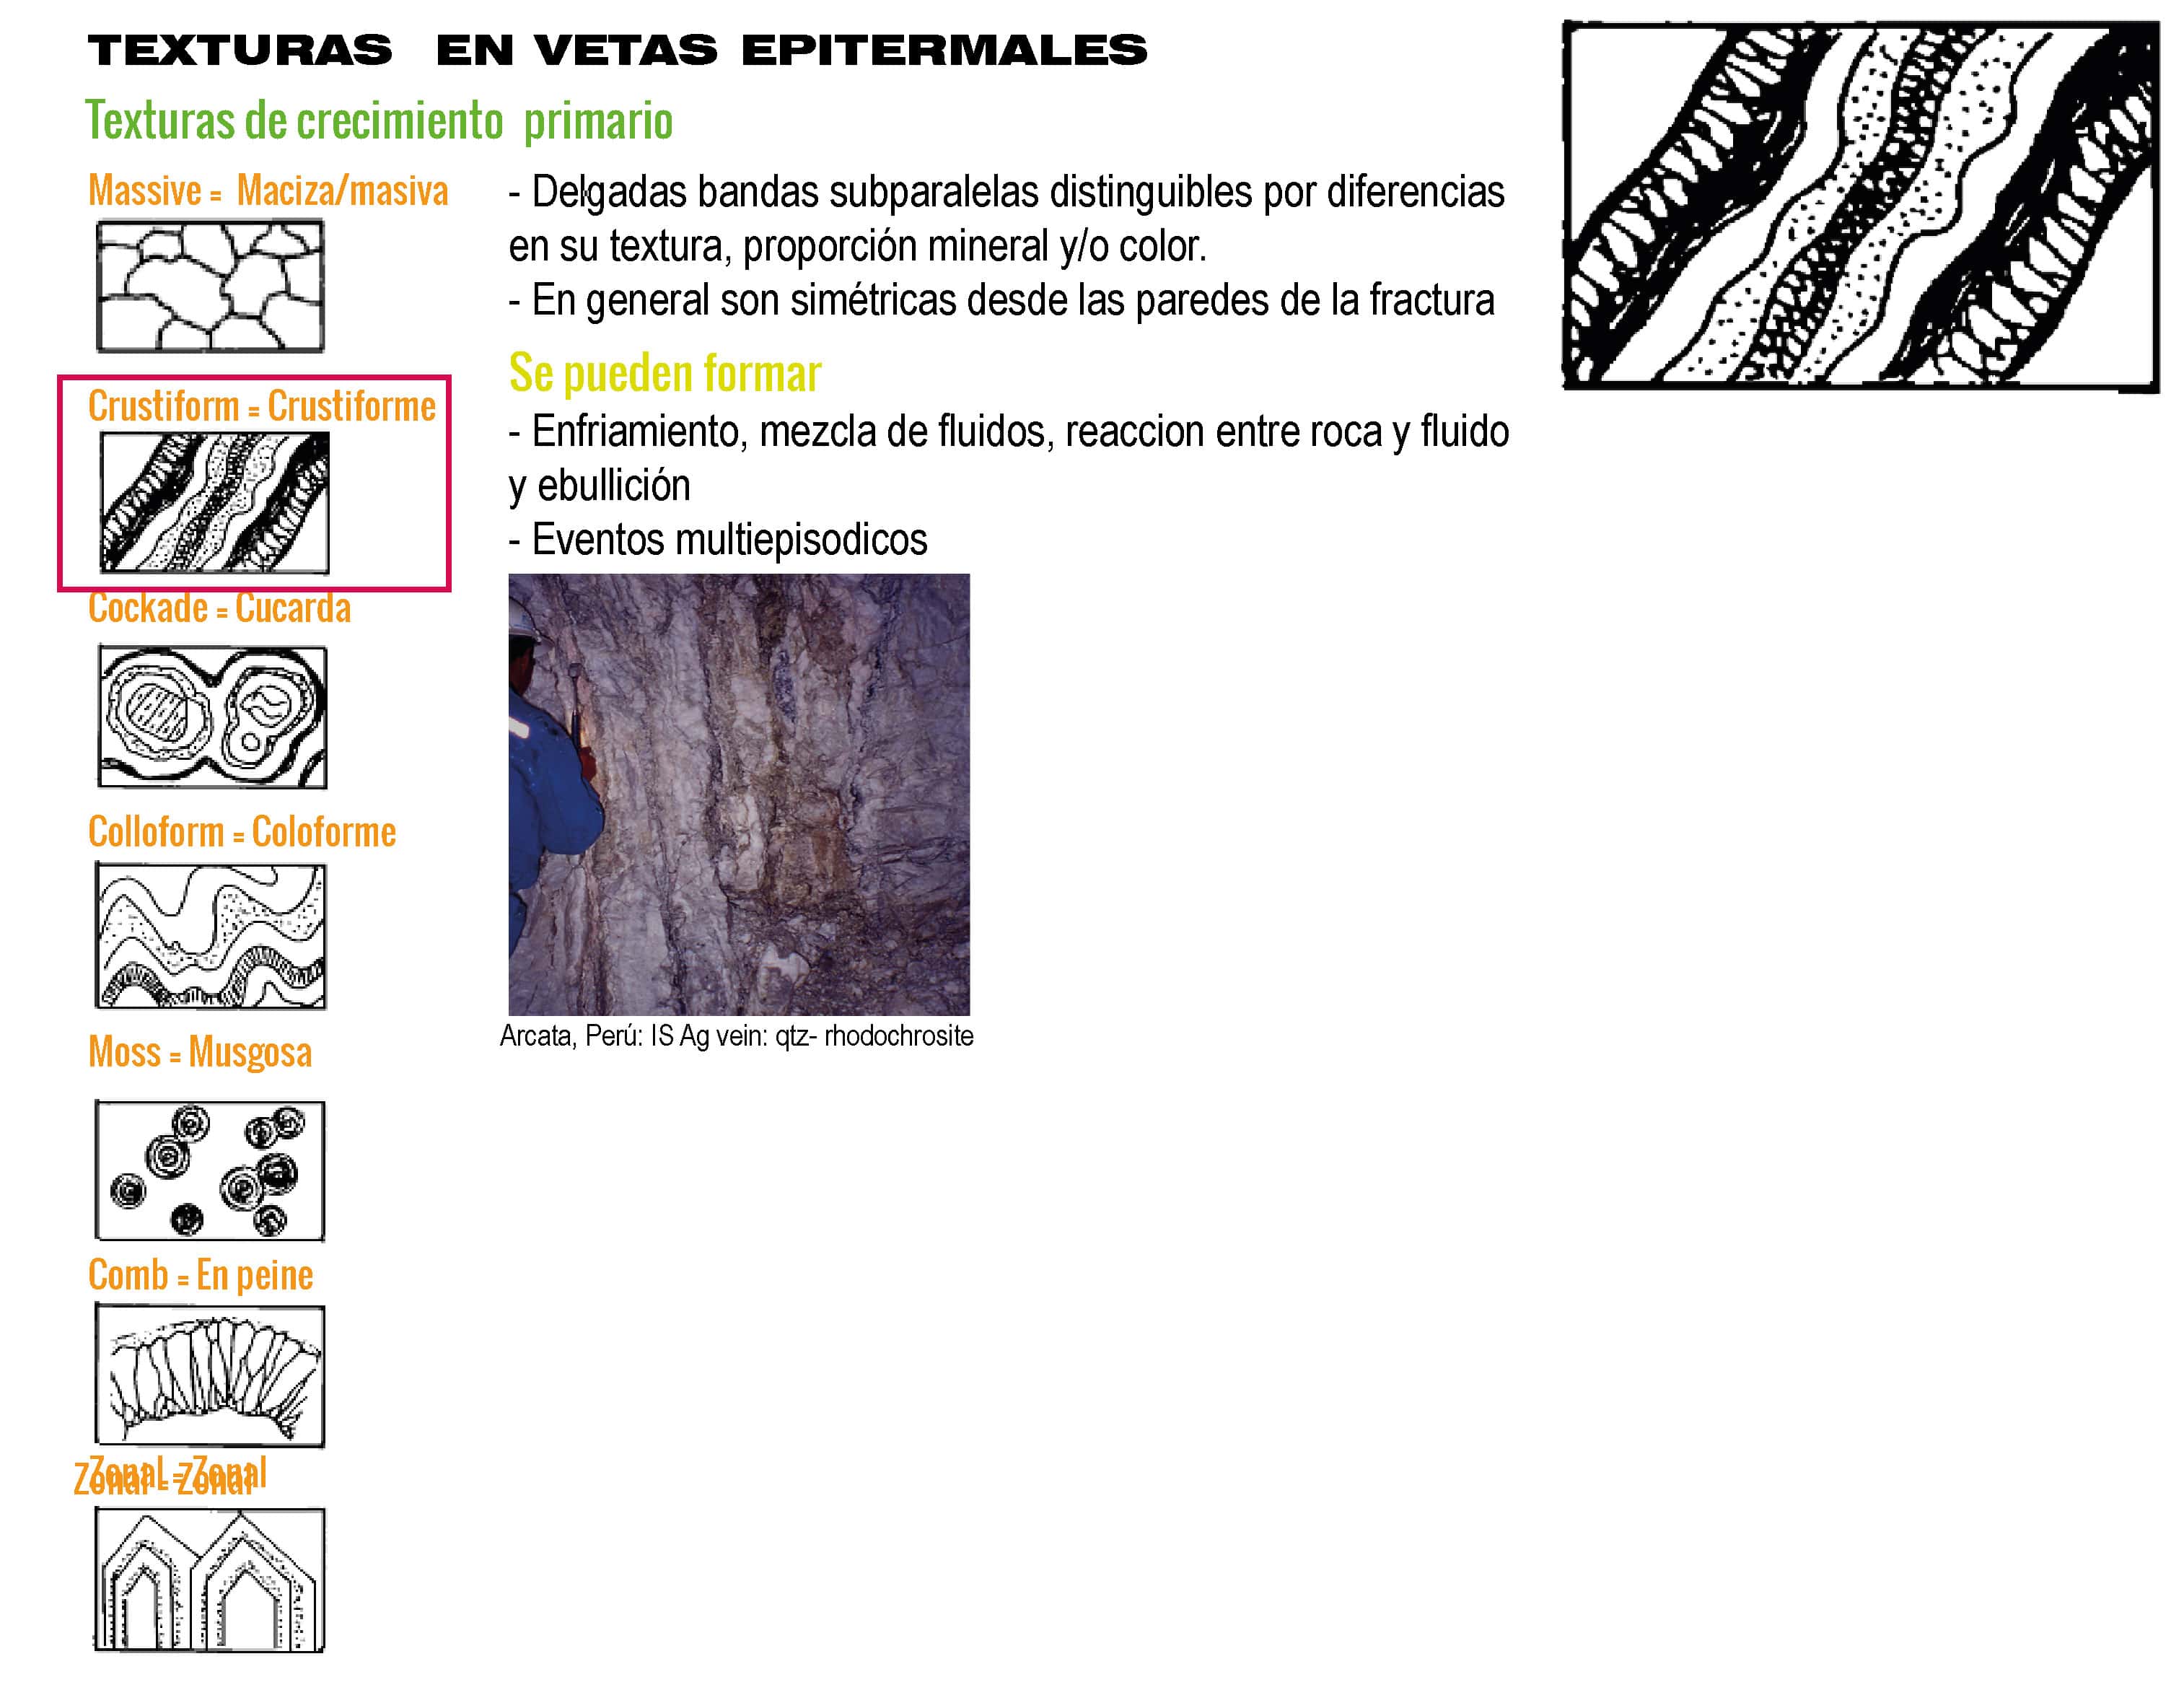 TEXTURAS EN VETAS EPITERMALES
Texturas de crecimiento primario
Massive = Maciza/masiva
Crustiform = Crustiforme
Cockade = Cucarda
Colloform = Coloforme
Moss = Musgosa
Comb = En peine
Zonal = Zonal
Zonal = Zonal
- Delgadas bandas subparalelas distinguibles por diferencias
en su textura, proporción mineral y/o color.
- En general son simétricas desde las paredes de la fractura
Se pueden formar
- Enfriamiento, mezcla de fluidos, reaccion entre roca y fluido
y ebullición
- Eventos multiepisodicos
Arcata, Perú: IS Ag vein: qtz- rhodochrosite